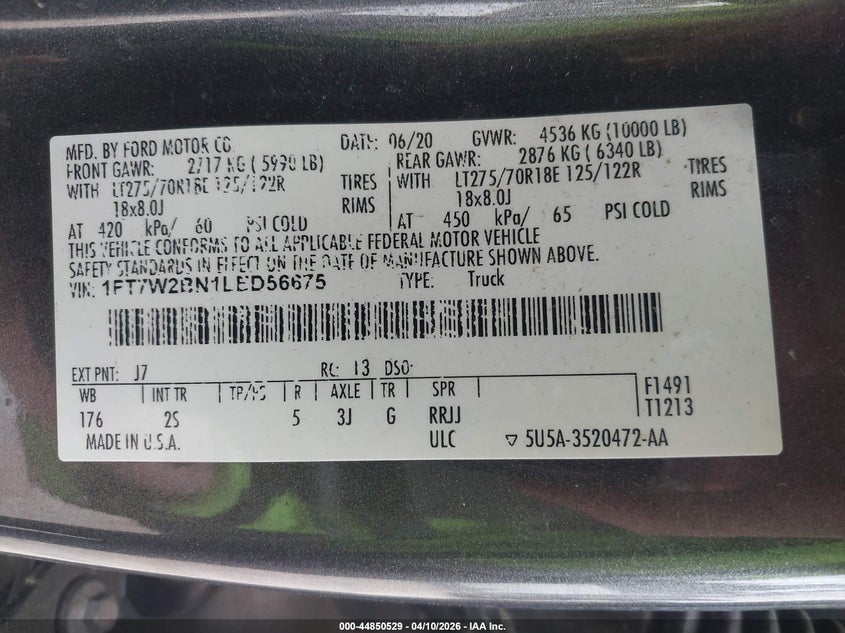 MFD. BY FORD MOTOR CO. DATE: 06/20 GVWR: 4536 KG (10000 LB)
FRONT GAWR: 2717 KG ( 5990 LB) REAR GAWR: 2876 KG ( 6340 LB)
WITH LT275/70R18E 125/122R TIRES WITH LT275/70R18E 125/122R TIRES
18x8.0J RIMS 18x8.0J RIMS
AT 420 kPa/ 60 PSI COLD AT 450 kPa/ 65 PSI COLD
THIS VEHICLE CONFORMS TO ALL APPLICABLE FEDERAL MOTOR VEHICLE
SAFETY STANDARDS IN EFFECT ON THE DATE OF MANUFACTURE SHOWN ABOVE.
VIN: 1FT7W2BN1LED56675 TYPE: Truck
EXT PNT: J7 RC: 13 DSO:
WB INT TR TP/PS R AXLE TR SPR F1491
176 2S 5 3J G RRJJ T1213
MADE IN U.S.A. ULC 5U5A-3520472-AA
000-44850529 - 04/10/2026 - IAA Inc.